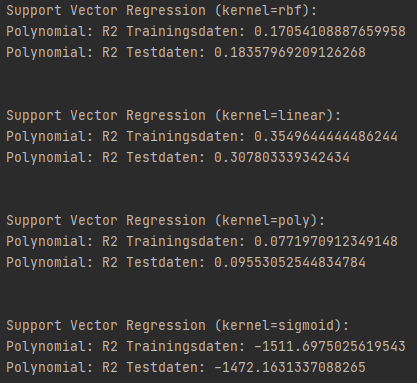 Support Vector Regression (kernel=rbf):
Polynomial: R2 Trainingsdaten: 0.17054108887659958
Polynomial: R2 Testdaten: 0.18357969209126268
Support Vector Regression (kernel=linear):
Polynomial: R2 Trainingsdaten: 0.3549644444486244
Polynomial: R2 Testdaten: 0.307803339342434
Support Vector Regression (kernel=poly):
Polynomial: R2 Trainingsdaten: 0.0771970912349148
Polynomial: R2 Testdaten: 0.09553052544834784
Support Vector Regression (kernel=sigmoid):
Polynomial: R2 Trainingsdaten: -1511.6975025619543
Polynomial: R2 Testdaten: -1472.1631337088265